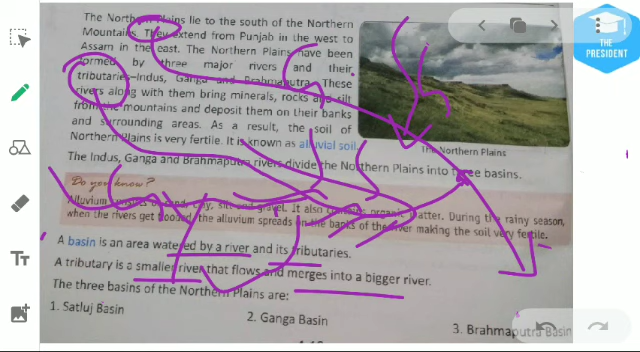 The Northern Plains lie to the south of the Northern
Mountains. They extend from Punjab in the west to
Assam in the east. The Northern Plains have been
formed by three major rivers and their
tributaries-Indus, Ganga and Brahmaputra. These
rivers along with them bring minerals, rocks and silt
from the mountains and deposit them on their banks
and surrounding areas. As a result, the soil of
Northern Plains is very fertile. It is known as alluvial soil.
The Northern Plains
The Indus, Ganga and Brahmaputra rivers divide the Northern Plains into three basins.
Do you know?
Alluvium consists of sand, clay, silt and gravel. It also contains organic matter. During the rainy season,
when the rivers get flooded, the alluvium spreads on the banks of the river making the soil very fertile.
A basin is an area watered by a river and its tributaries.
A tributary is a smaller river that flows and merges into a bigger river.
The three basins of the Northern Plains are:
1. Satluj Basin
2. Ganga Basin
3. Brahmaputra Basin
THE
PRESIDENT
TT